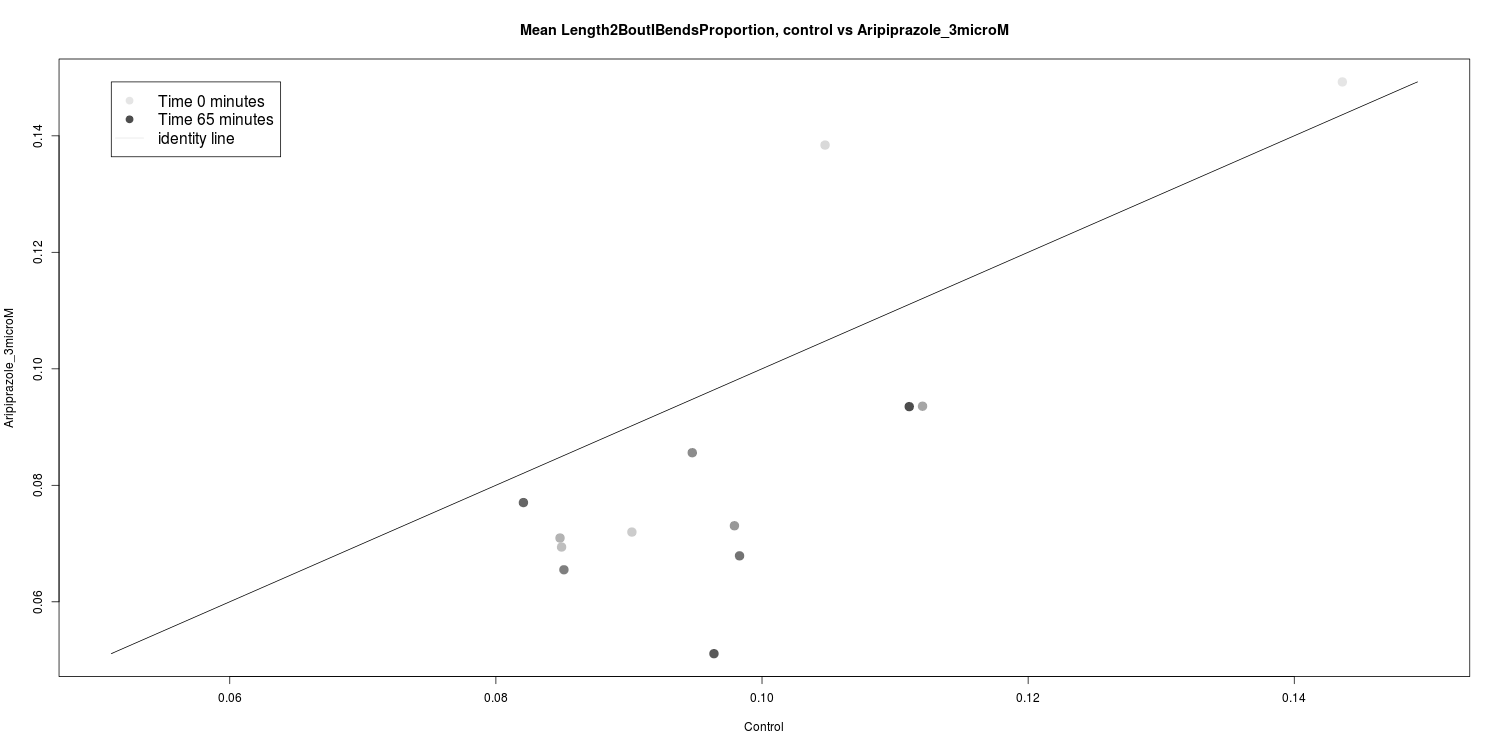 Mean Length2BoutIBendsProportion, control vs Aripiprazole_3microM
Time 0 minutes
Time 65 minutes
identity line
Aripiprazole_3microM
0.14
0.12
0.10
0.08
0.06
0.06
0.08
0.10
0.12
0.14
Control